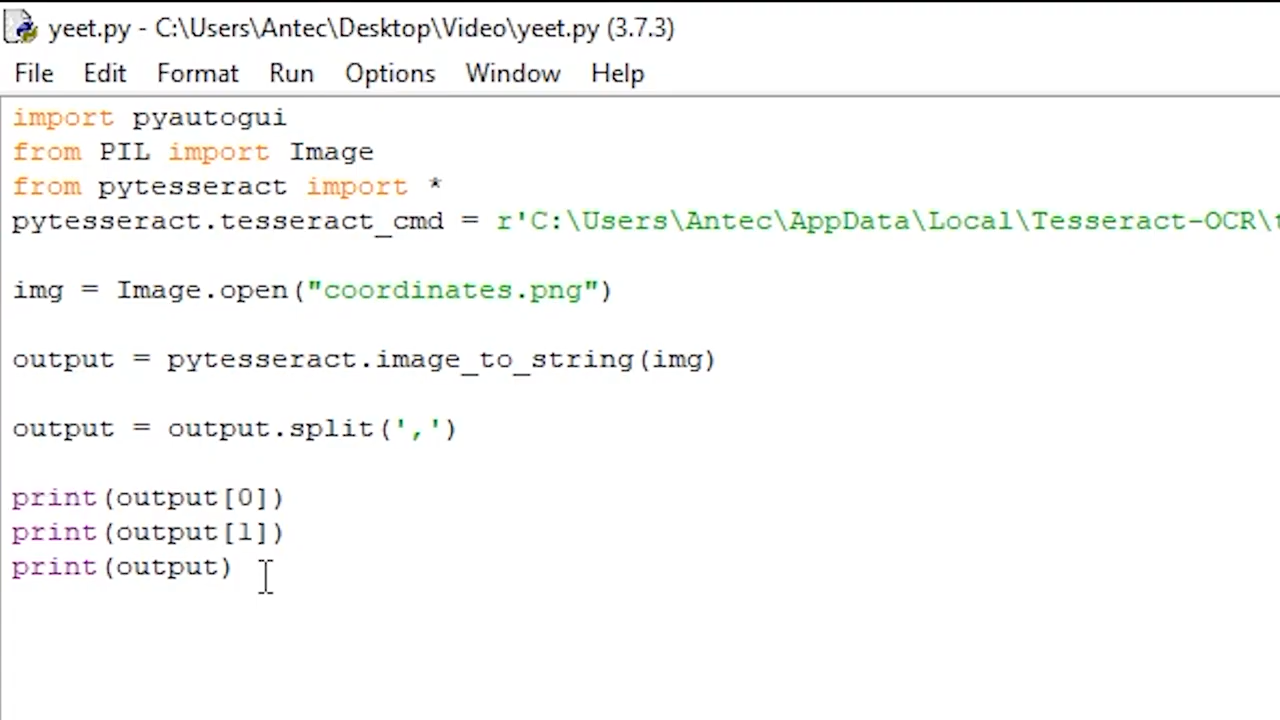 yeet.py - C:\Users\Antec\Desktop\Video\yeet.py (3.7.3)
File Edit Format Run Options Window Help
import pyautogui
from PIL import Image
from pytesseract import *
pytesseract.tesseract_cmd = r'C:\Users\Antec\AppData\Local\Tesseract-OCR\
img = Image.open("coordinates.png")
output = pytesseract.image_to_string(img)
output = output.split(',')
print(output[0])
print(output[1])
print(output)